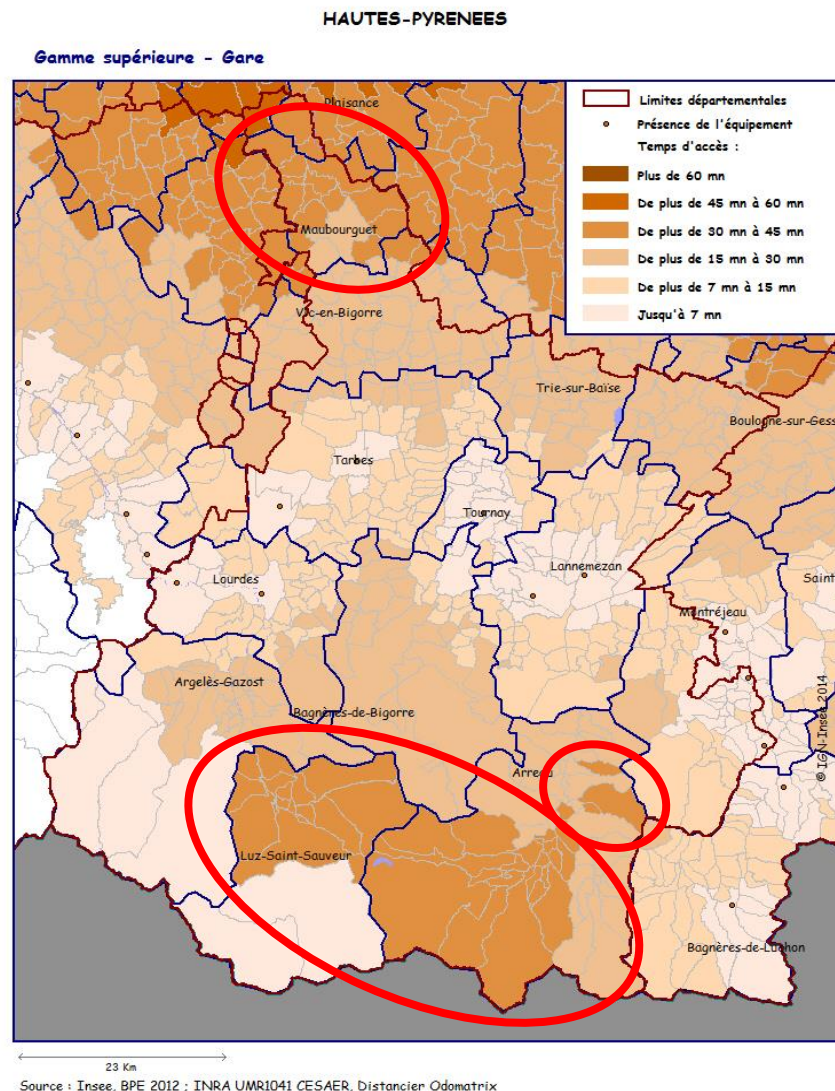 HAUTES-PYRENEES
Gamme supérieure - Gare
Limites départementales
Présence de l'équipement
Temps d'accès :
Plus de 60 mn
De plus de 45 mn à 60 mn
De plus de 30 mn à 45 mn
De plus de 15 mn à 30 mn
De plus de 7 mn à 15 mn
Jusqu'à 7 mn
Plaisance
Maubourguet
Vic-en-Bigorre
Trie-sur-Baïse
Boulogne-sur-Gess
Tarbes
Tournay
Lannemezan
Saint
Lourdes
Montréjeau
Argelès-Gazost
Bagnères-de-Bigorre
Arreau
Luz-Saint-Sauveur
Bagnères-de-Luchon
© IGN-Insee 2014
23 Km
Source : Insee, BPE 2012 ; INRA UMR1041 CESAER, Distancier Odomatrix